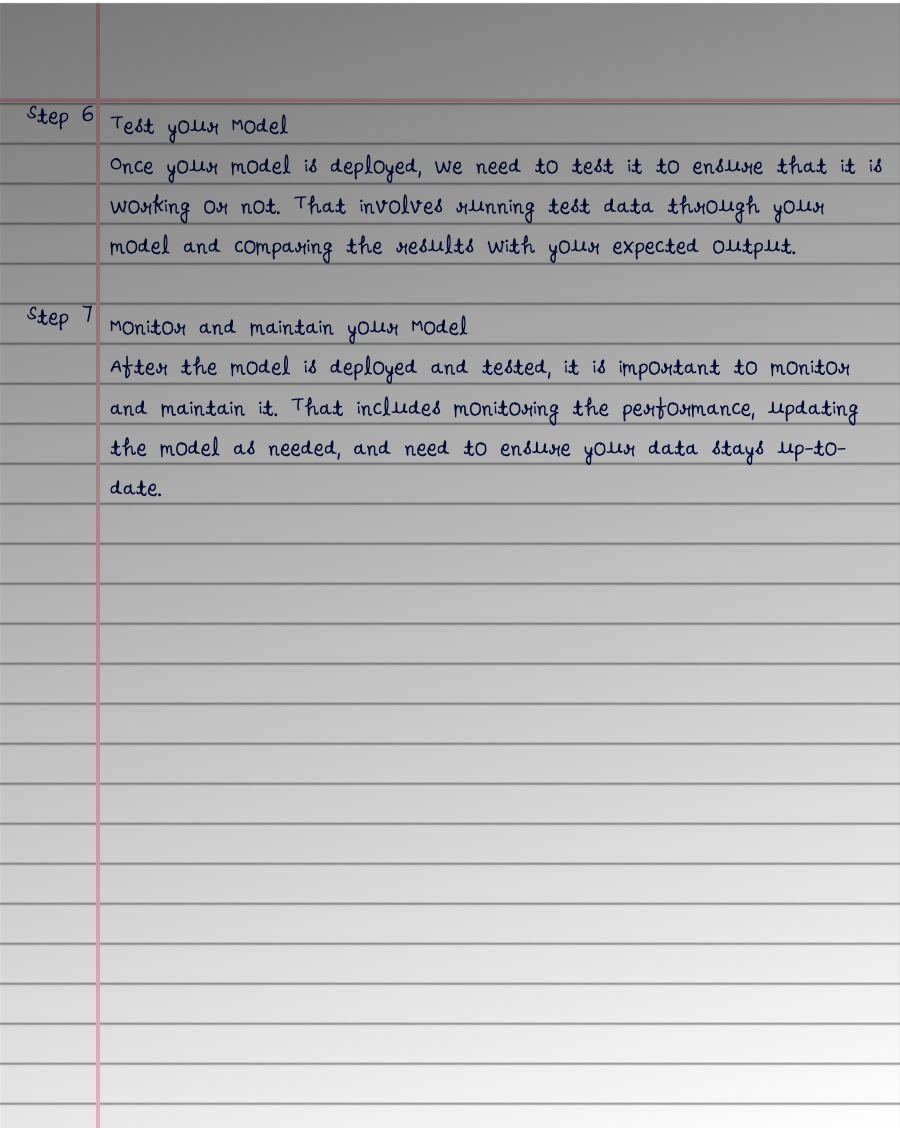 Step 6 Test your Model
Once your model is deployed, we need to test it to ensure that it is
working or not. That involves running test data through your
model and comparing the results with your expected output.
Step 7 Monitor and maintain your Model
After the model is deployed and tested, it is important to monitor
and maintain it. That includes monitoring the performance, updating
the model as needed, and need to ensure your data stays up-to-
date.